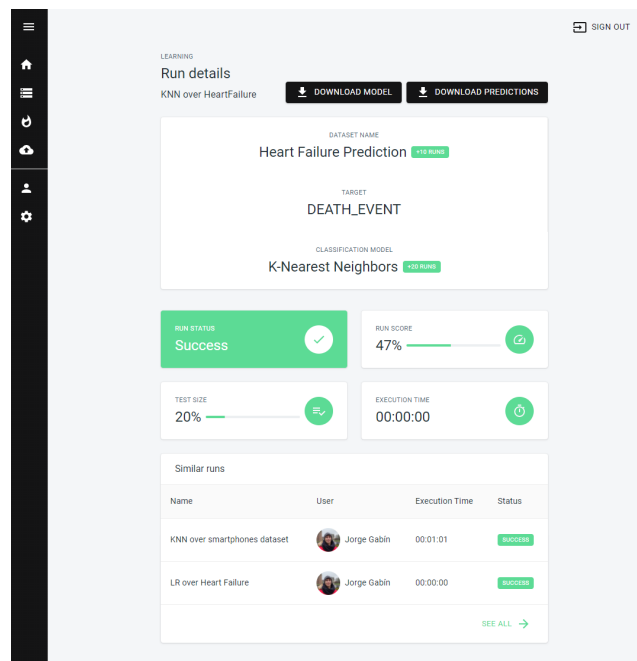 SIGN OUT
LEARNING
Run details
KNN over HeartFailure
DOWNLOAD MODEL
DOWNLOAD PREDICTIONS
DATASET NAME
Heart Failure Prediction +10 RUNS
TARGET
DEATH_EVENT
CLASSIFICATION MODEL
K-Nearest Neighbors +20 RUNS
RUN STATUS
Success
RUN SCORE
47%
TEST SIZE
20%
EXECUTION TIME
00:00:00
Similar runs
Name User Execution Time Status
KNN over smartphones dataset Jorge Gabín 00:01:01 SUCCESS
LR over Heart Failure Jorge Gabín 00:00:00 SUCCESS
SEE ALL